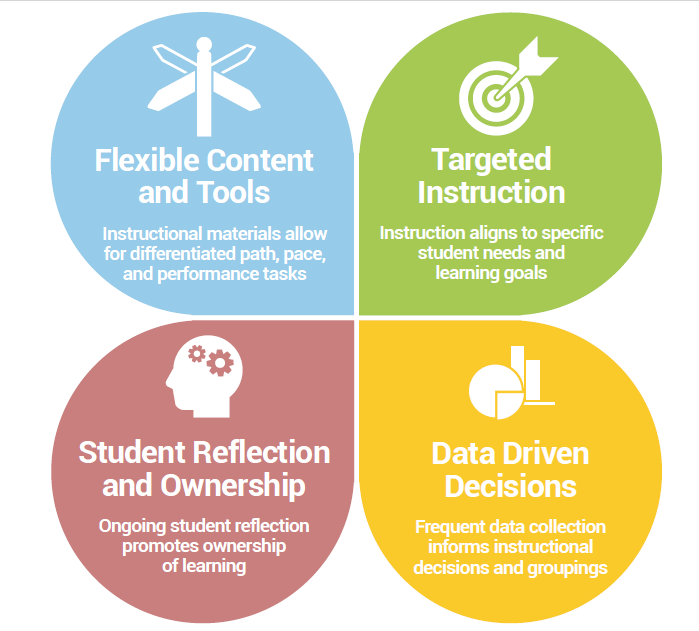 Flexible Content
and Tools
Instructional materials allow
for differentiated path, pace,
and performance tasks
Targeted
Instruction
Instruction aligns to specific
student needs and
learning goals
Student Reflection
and Ownership
Ongoing student reflection
promotes ownership
of learning
Data Driven
Decisions
Frequent data collection
informs instructional
decisions and groupings